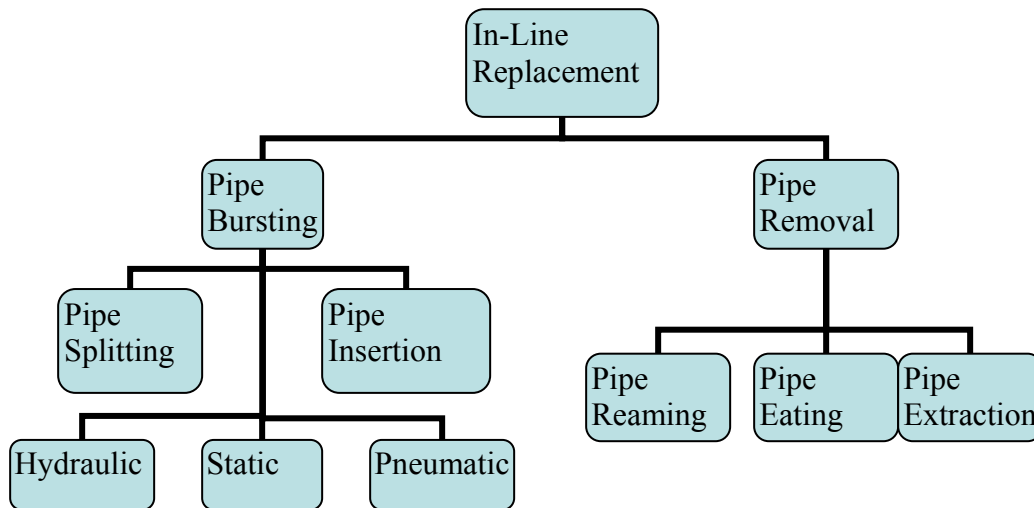 In-Line
Replacement
Pipe
Bursting
Pipe
Removal
Pipe
Splitting
Pipe
Insertion
Pipe
Reaming
Pipe
Eating
Pipe
Extraction
Hydraulic
Static
Pneumatic